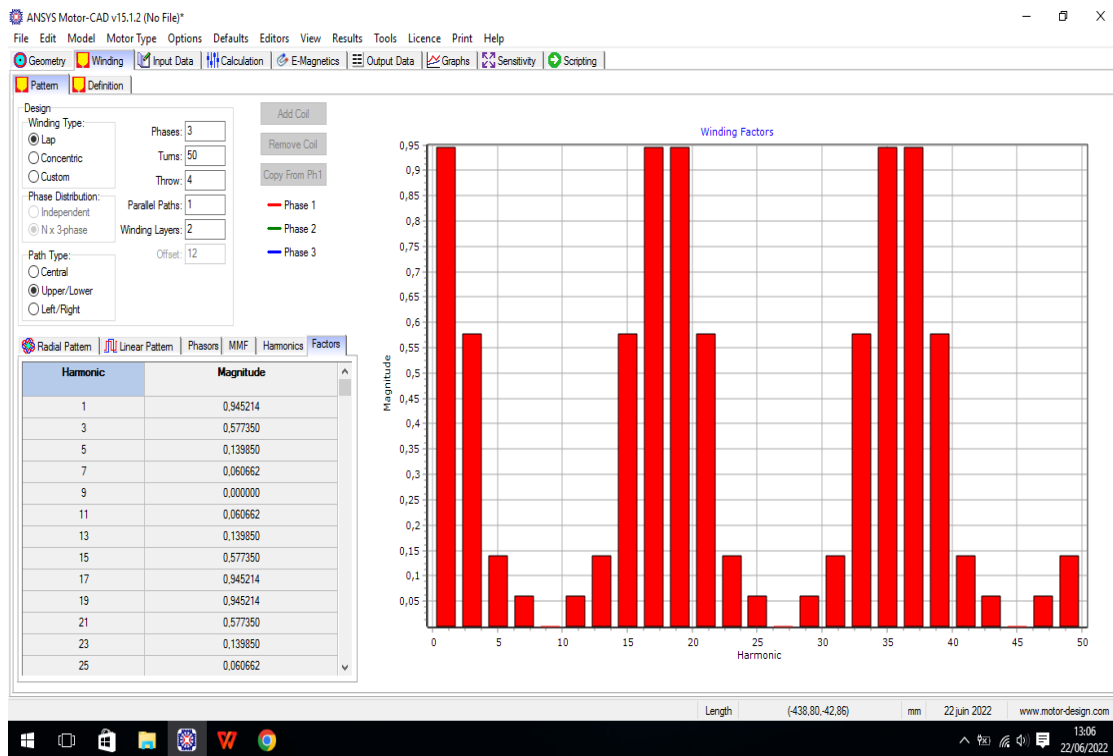 ANSYS Motor-CAD v15.1.2 (No File)*
File Edit Model Motor Type Options Defaults Editors View Results Tools Licence Print Help
Geometry Winding Input Data Calculation E-Magnetics Output Data Graphs Sensitivity Scripting
Pattern Definition
Design
Winding Type:
Lap
Concentric
Custom
Phase Distribution:
Independent
N x 3-phase
Path Type:
Central
Upper/Lower
Left/Right
Phases: 3
Turns: 50
Throw: 4
Parallel Paths: 1
Winding Layers: 2
Offset: 12
Add Coil
Remove Coil
Copy From Ph1
Phase 1
Phase 2
Phase 3
Radial Pattern Linear Pattern Phasors MMF Harmonics Factors
Harmonic Magnitude
1 0,945214
3 0,577350
5 0,139850
7 0,060662
9 0,000000
11 0,060662
13 0,139850
15 0,577350
17 0,945214
19 0,945214
21 0,577350
23 0,139850
25 0,060662
Winding Factors
0,95
0,9
0,85
0,8
0,75
0,7
0,65
0,6
0,55
0,5
0,45
0,4
0,35
0,3
0,25
0,2
0,15
0,1
0,05
Magnitude
0 5 10 15 20 25 30 35 40 45 50
Harmonic
Length (-438,80,-42,86) mm 22 juin 2022 www.motor-design.com
13:06
22/06/2022